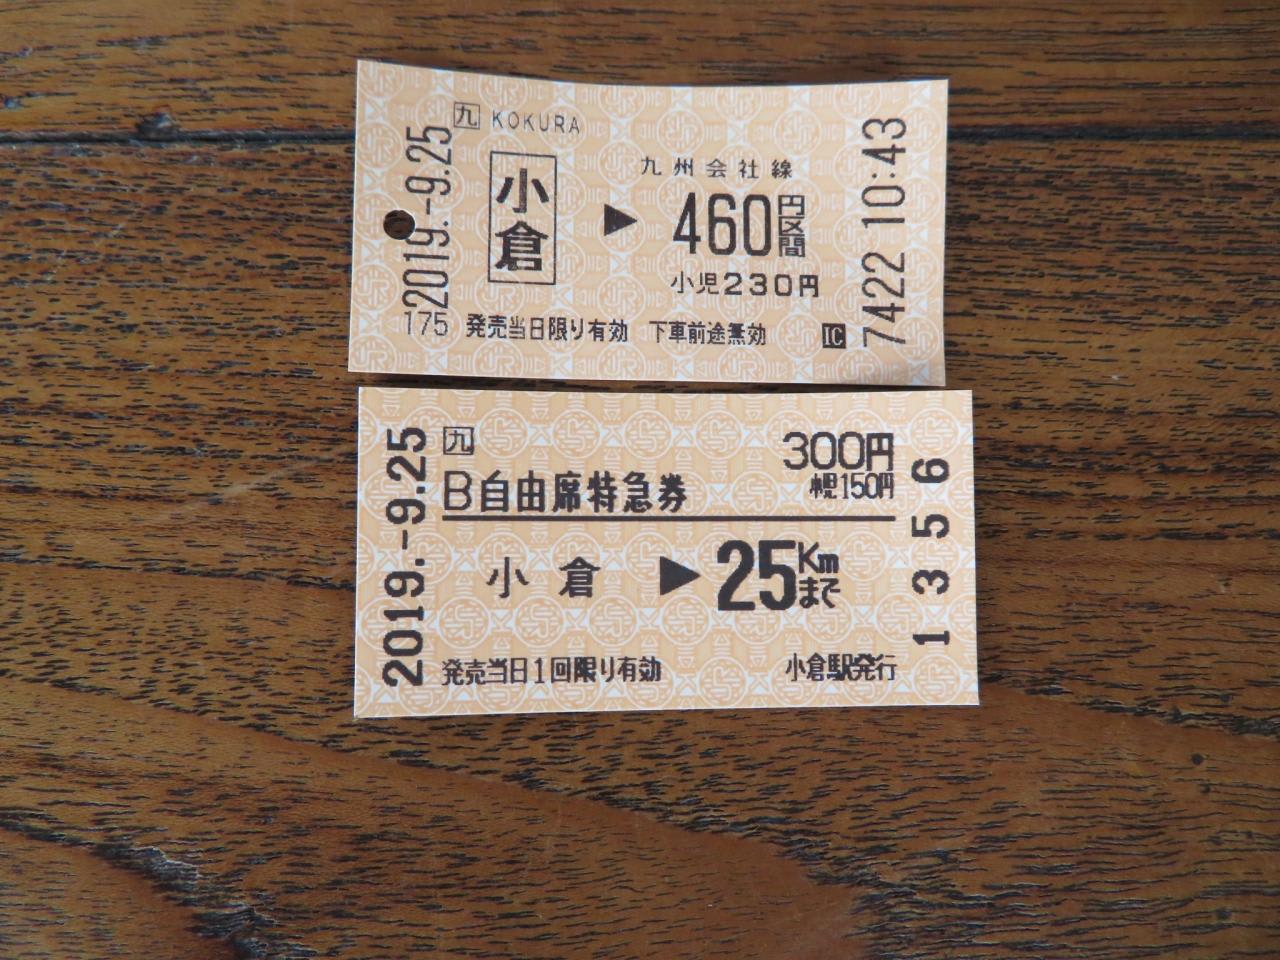 九 KOKURA
小倉
▶
九州会社線
460円区間
小児230円
2019.-9.25
175 発売当日限り有効 下車前途無効 IC
7422 10:43
九
B自由席特急券
300円
小児150円
小倉 ▶ 25Kmまで
2019.-9.25
発売当日1回限り有効 小倉駅発行
1356